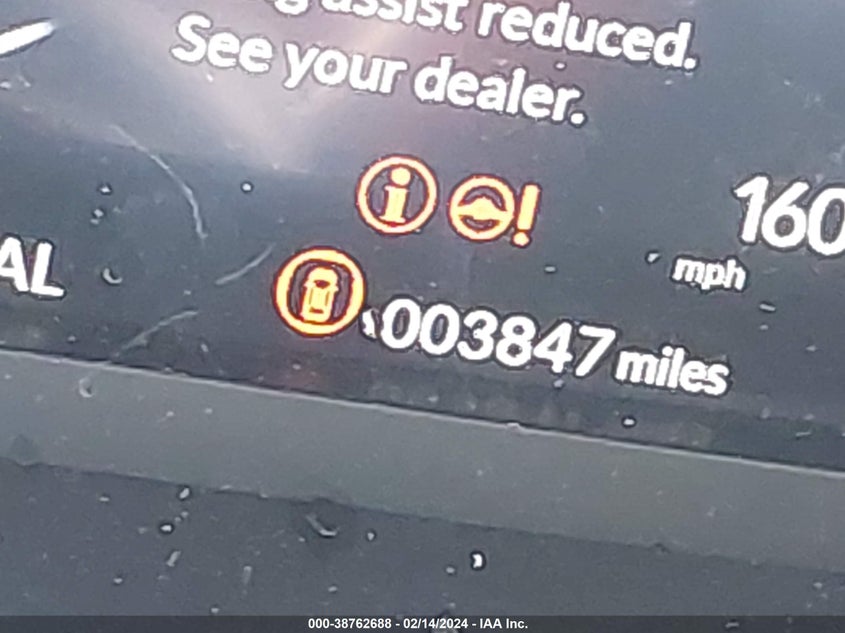 assist reduced.
See your dealer.
160
mph
AL
003847 miles
000-38762688 - 02/14/2024 - IAA Inc.